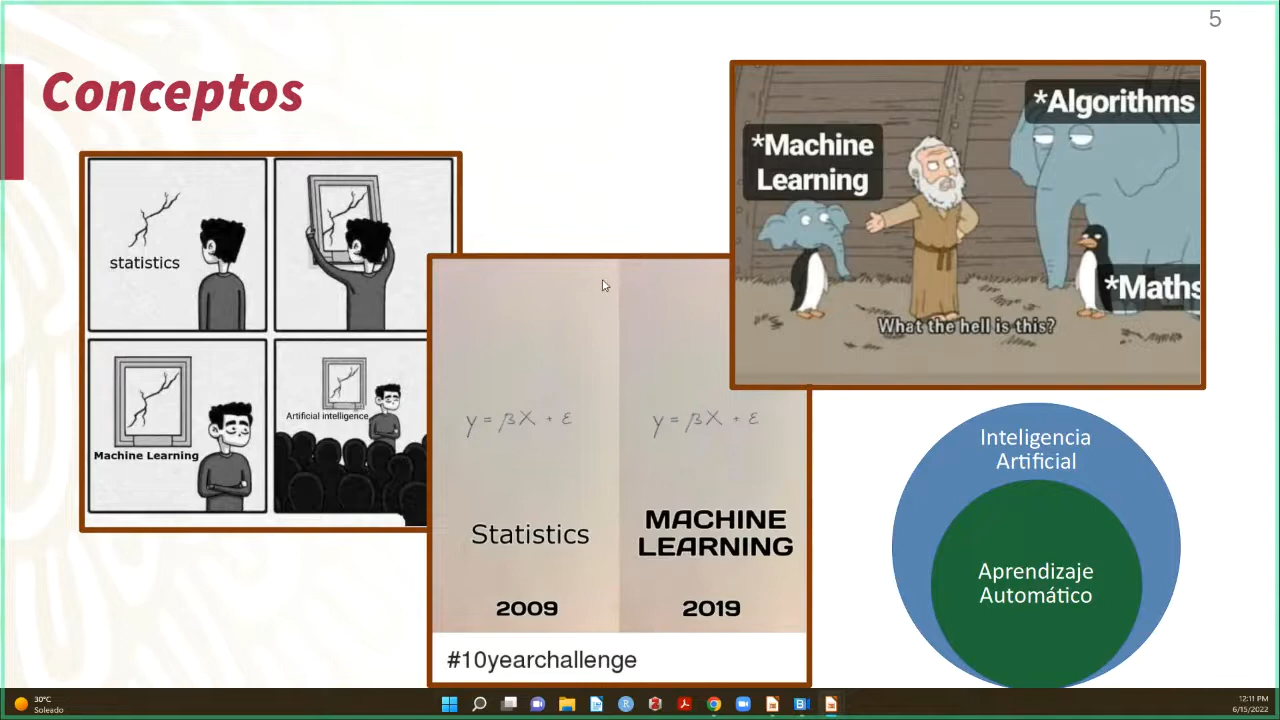 5
Conceptos
statistics
Machine Learning
Artificial intelligence
y = βX + ε
Statistics
2009
y = βX + ε
MACHINE
LEARNING
2019
#10yearchallenge
*Machine
Learning
*Algorithms
*Maths
What the hell is this?
Inteligencia
Artificial
Aprendizaje
Automático
30°C
Soleado
12:11 PM
6/15/2022